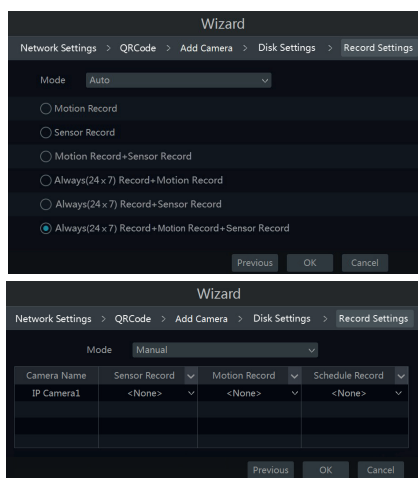 Wizard
Network Settings > QRCode > Add Camera > Disk Settings > Record Settings
Mode Auto
Motion Record
Sensor Record
Motion Record+Sensor Record
Always(24×7) Record+Motion Record
Always(24×7) Record+Sensor Record
Always(24×7) Record+Motion Record+Sensor Record
Previous OK Cancel
Wizard
Network Settings > QRCode > Add Camera > Disk Settings > Record Settings
Mode Manual
Camera Name Sensor Record Motion Record Schedule Record
IP Camera1 <None> <None> <None>
Previous OK Cancel